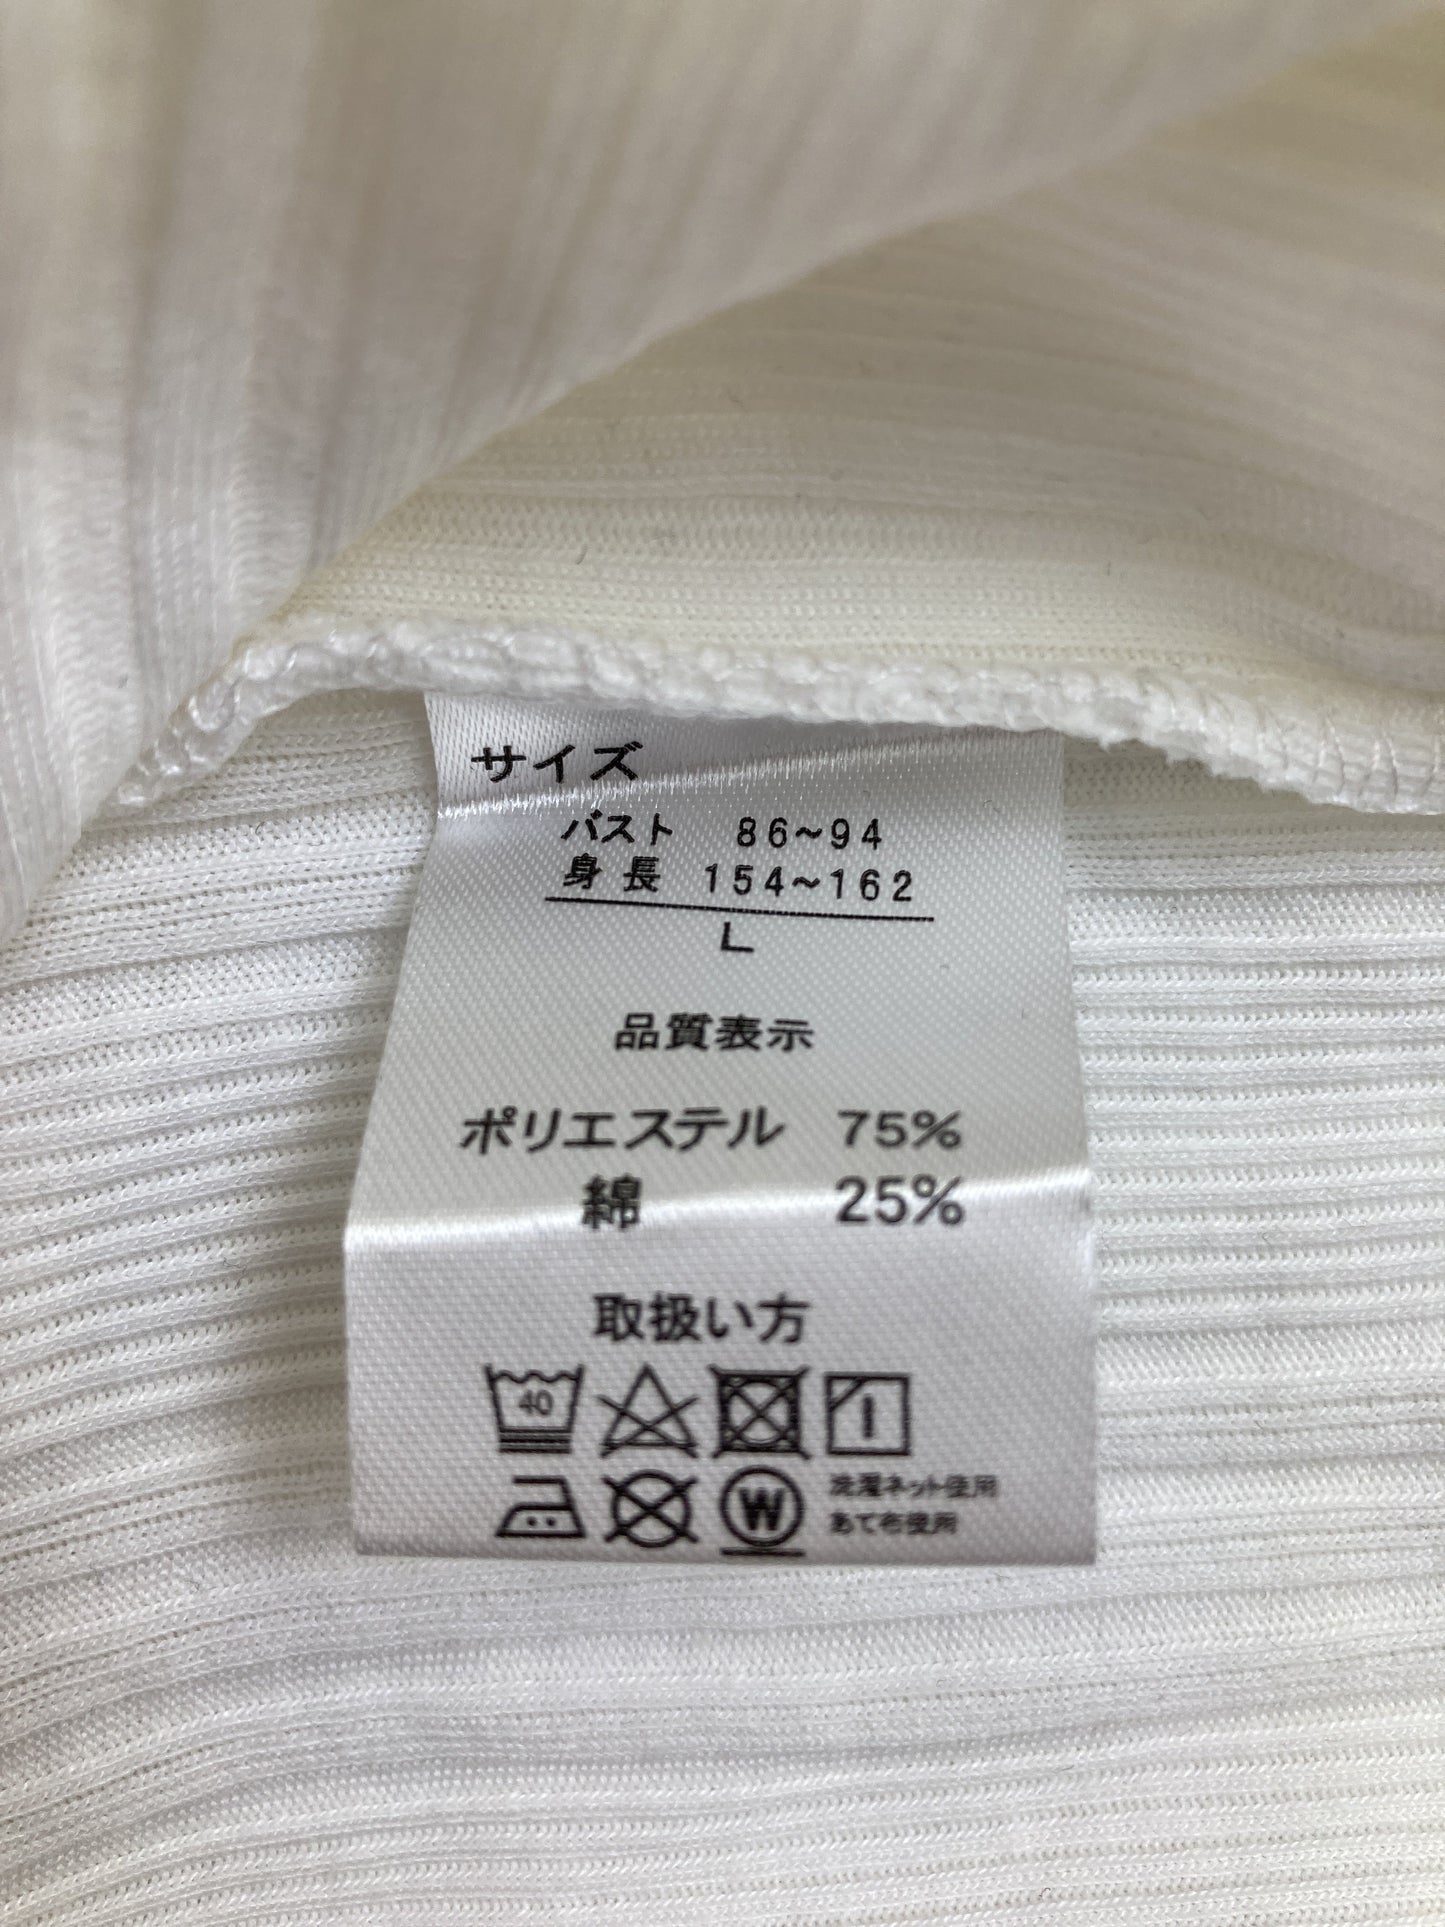 サイズ
バスト 86~94
身長 154~162
L
品質表示
ポリエステル 75%
綿 25%
取扱い方
40
W
洗濯ネット使用
あて布使用